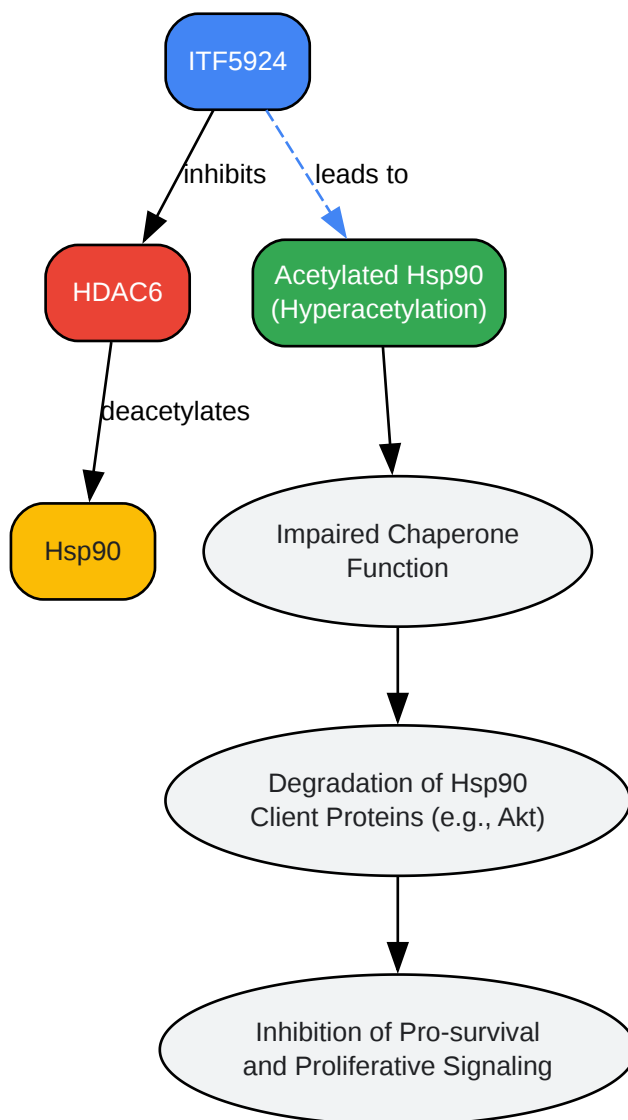 ITF5924
inhibits
leads to
HDAC6
Acetylated Hsp90
(Hyperacetylation)
deacetylates
Hsp90
Impaired Chaperone
Function
Degradation of Hsp90
Client Proteins (e.g., Akt)
Inhibition of Pro-survival
and Proliferative Signaling